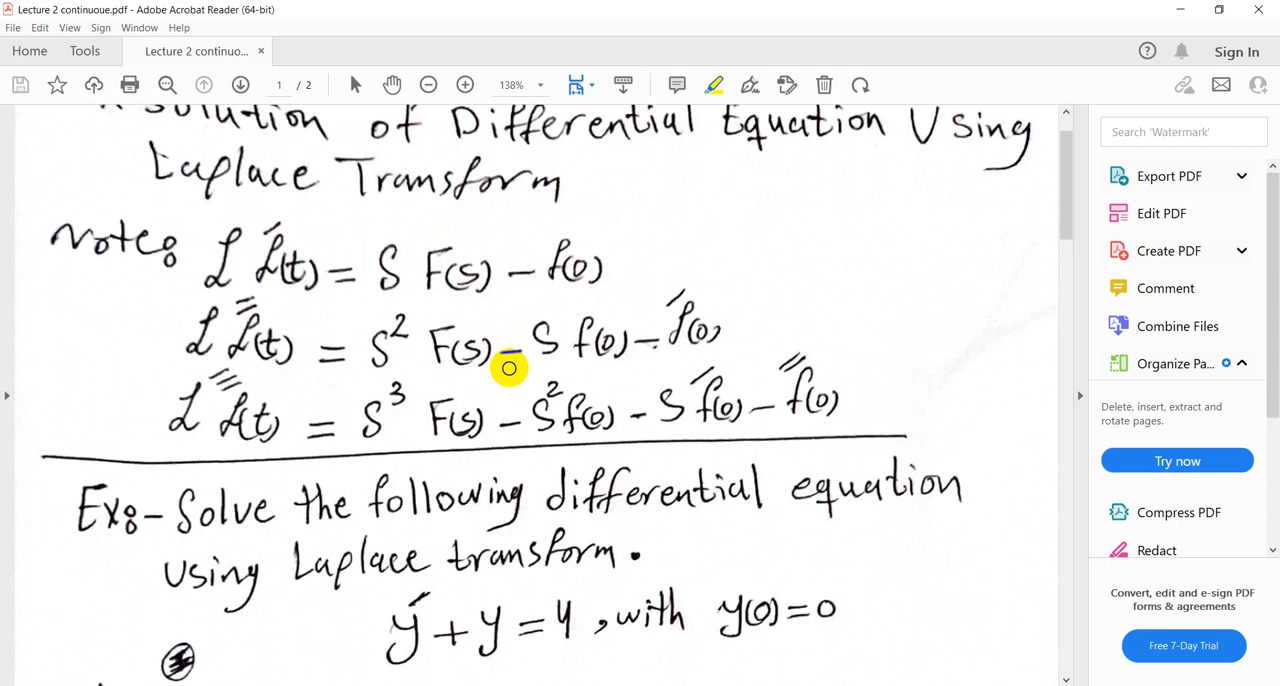 Lecture 2 continuoue.pdf - Adobe Acrobat Reader (64-bit)
File Edit View Sign Window Help
Home Tools Lecture 2 continuo... × Sign In
1 / 2 138%
Solution of Differential Equation Using
Laplace Transform
Note: ℒ f́(t) = S F(s) - f(0)
ℒ f̋(t) = S² F(s) - S f(0) - f́(0)
ℒ f‴(t) = S³ F(s) - S² f(0) - S f́(0) - f̋(0)
Ex:- Solve the following differential equation
using Laplace transform.
ý + y = 4, with y(0) = 0
Search 'Watermark'
Export PDF
Edit PDF
Create PDF
Comment
Combine Files
Organize Pa...
Delete, insert, extract and
reorder pages.
Try now
Compress PDF
Redact
Convert, edit and e-sign PDF
forms & agreements
Free 7-Day Trial